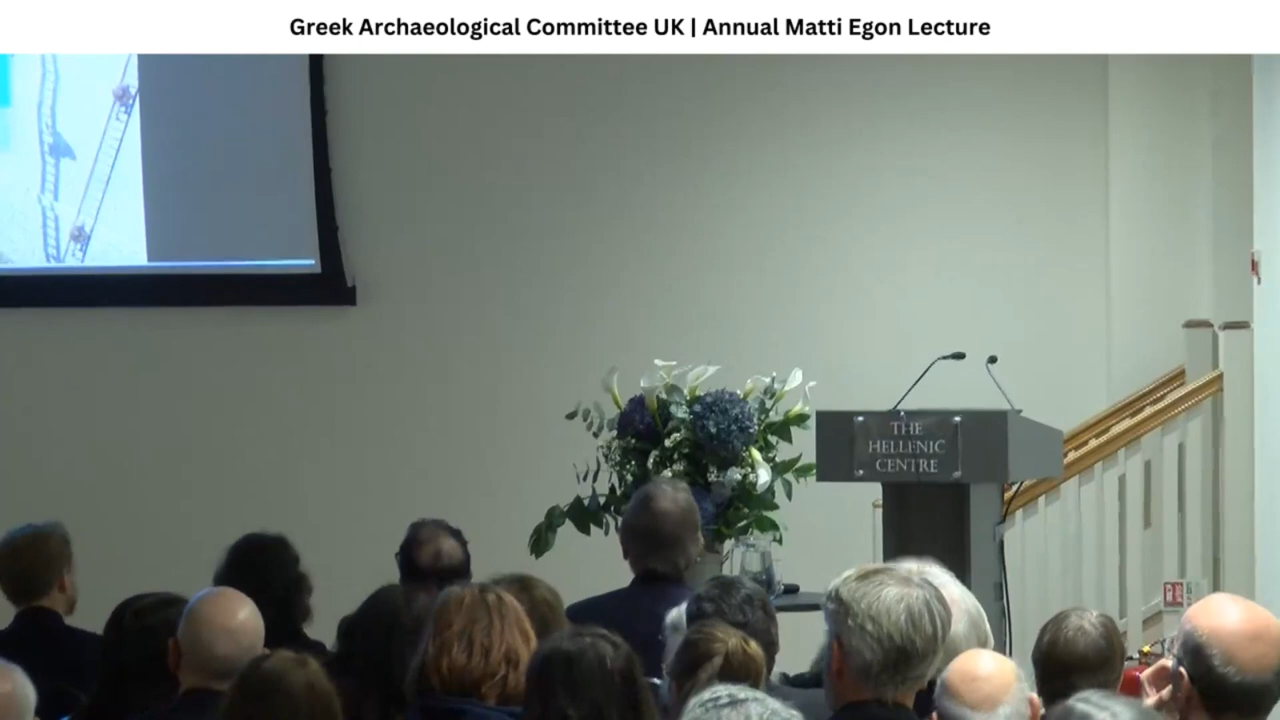 Greek Archaeological Committee UK | Annual Matti Egon Lecture
THE
HELLENIC
CENTRE